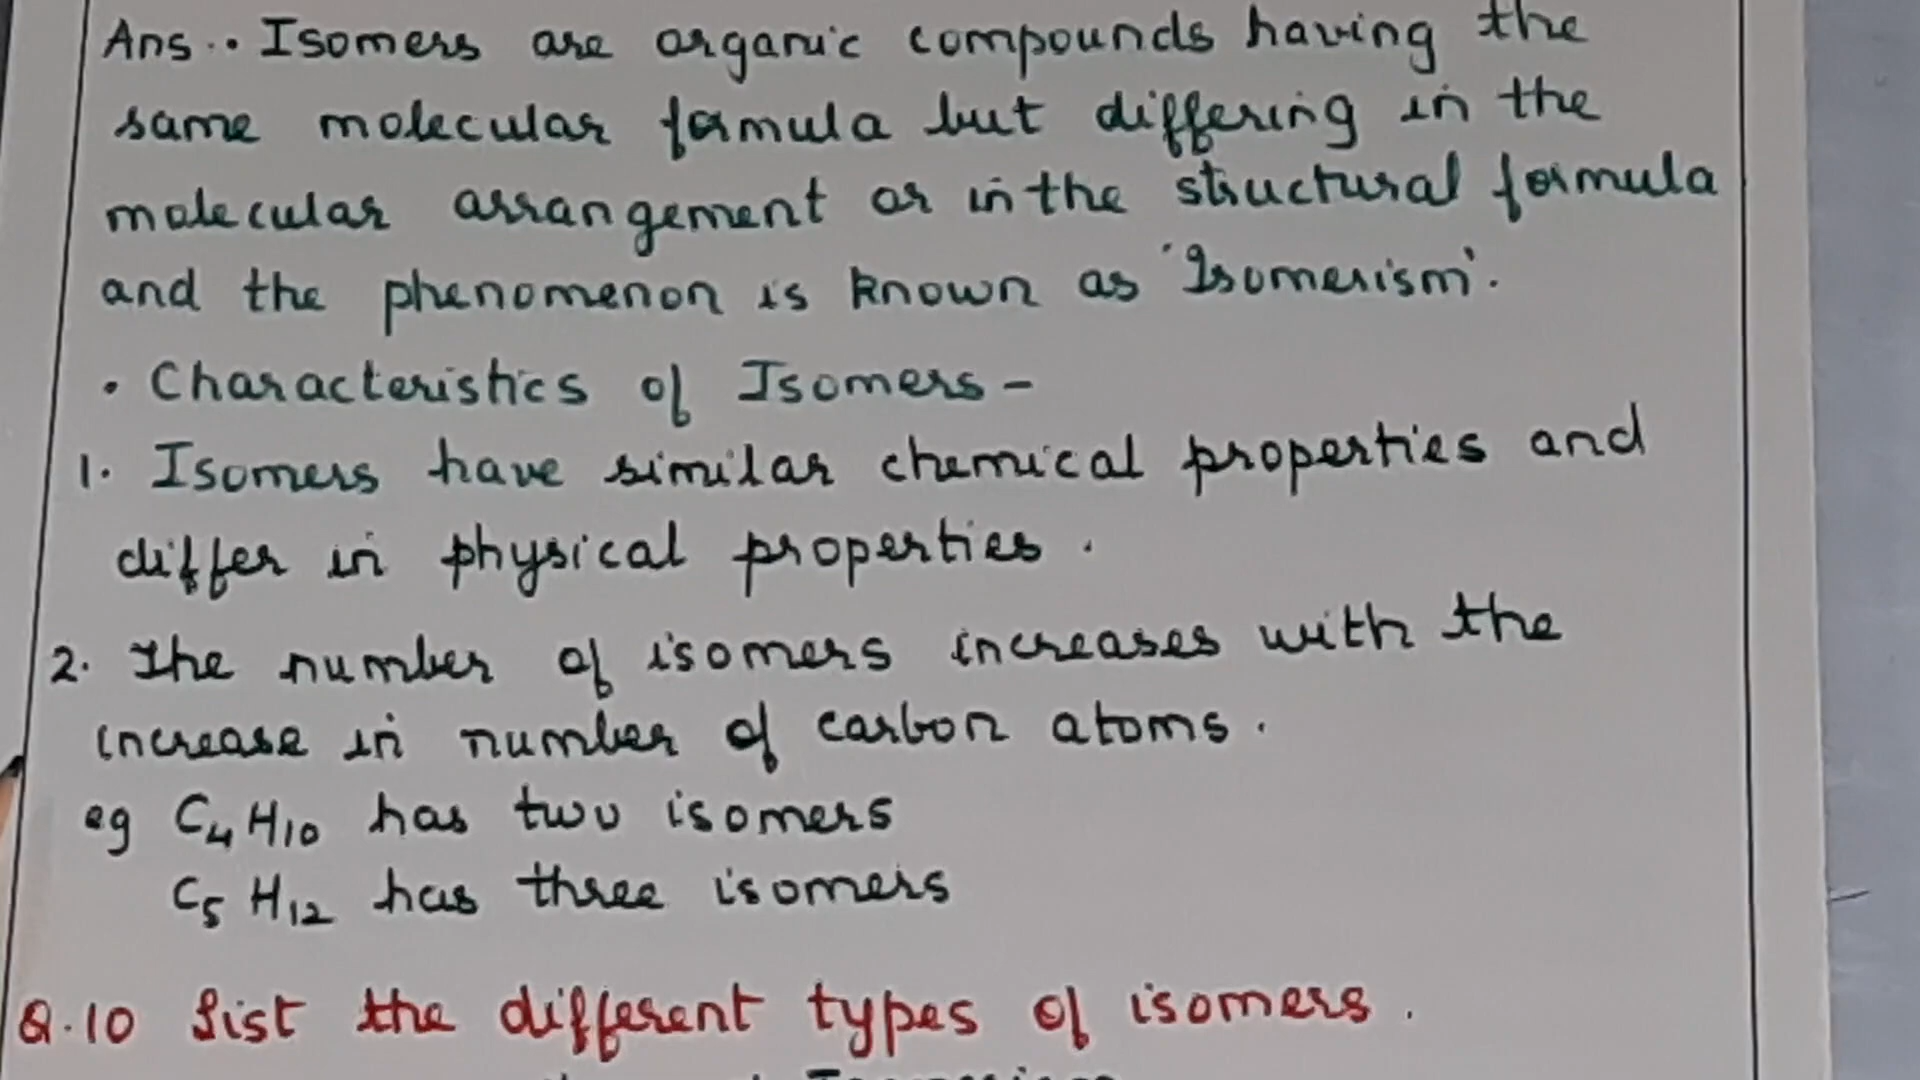 Ans. • Isomers are organic compounds having the
same molecular formula but differing in the
molecular arrangement or in the structural formula
and the phenomenon is known as 'Isomerism'.
• Characteristics of Isomers -
1. Isomers have similar chemical properties and
differ in physical properties.
2. The number of isomers increases with the
increase in number of carbon atoms.
eg C4H10 has two isomers
C5H12 has three isomers
Q.10 List the different types of isomers.